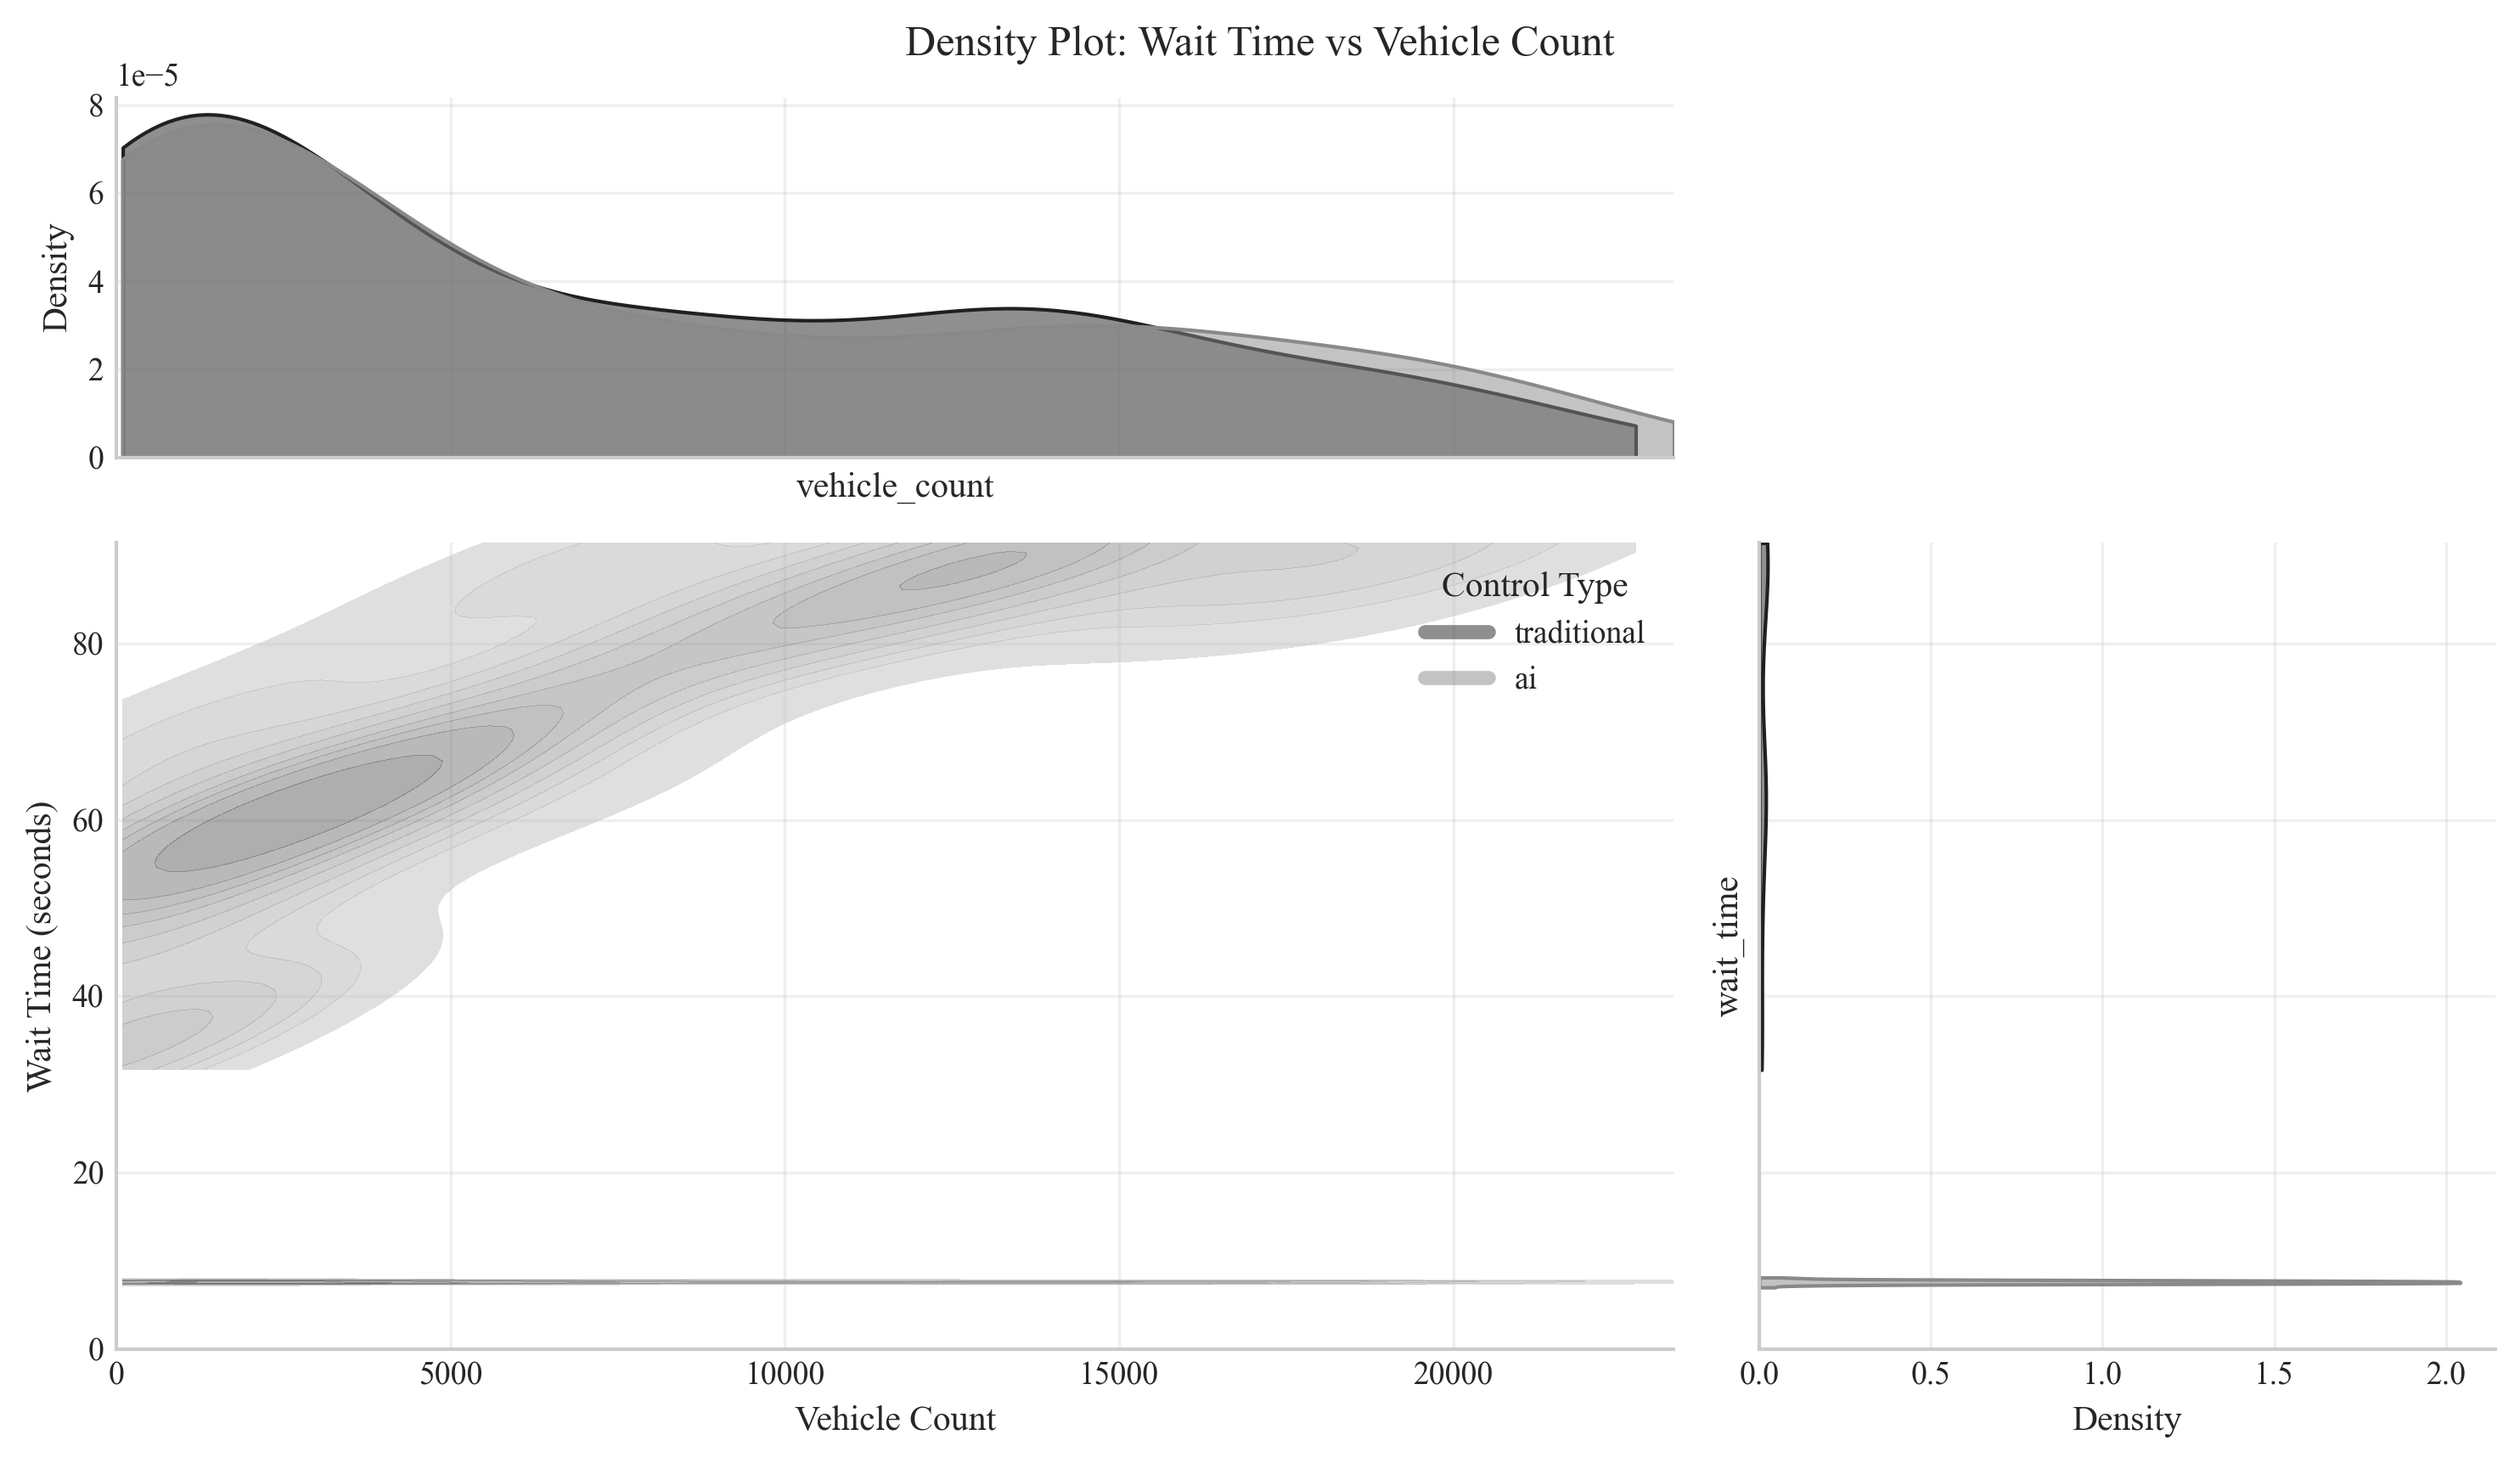 Density Plot: Wait Time vs Vehicle Count
1e−5
8
6
4
2
0
Density
vehicle_count
Control Type
traditional
ai
80
60
40
20
0
Wait Time (seconds)
0 5000 10000 15000 20000
Vehicle Count
wait_time
0.0 0.5 1.0 1.5 2.0
Density